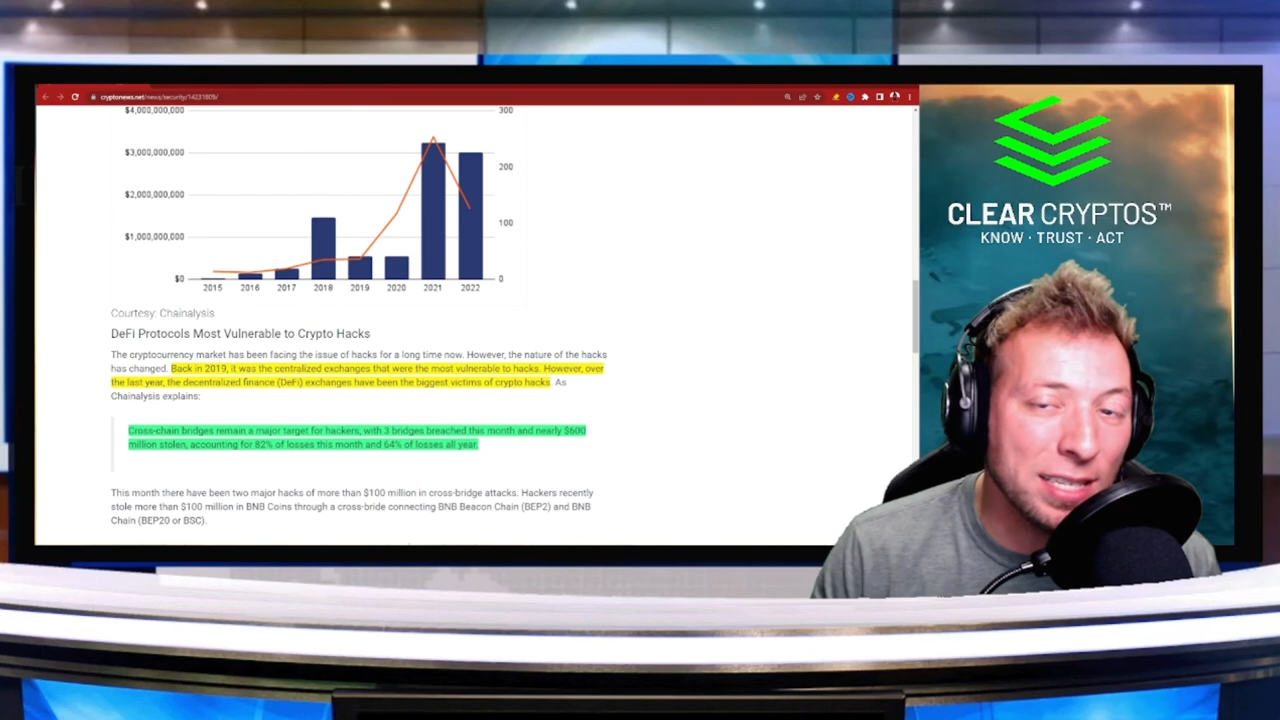 cryptonews.net/news/security/14231809/
$4,000,000,000 300
$3,000,000,000
200
$2,000,000,000
100
$1,000,000,000
$0 0
2015 2016 2017 2018 2019 2020 2021 2022
Courtesy: Chainalysis
DeFi Protocols Most Vulnerable to Crypto Hacks
The cryptocurrency market has been facing the issue of hacks for a long time now. However, the nature of the hacks
has changed. Back in 2019, it was the centralized exchanges that were the most vulnerable to hacks. However, over
the last year, the decentralized finance (DeFi) exchanges have been the biggest victims of crypto hacks. As
Chainalysis explains:
Cross-chain bridges remain a major target for hackers, with 3 bridges breached this month and nearly $600
million stolen, accounting for 82% of losses this month and 64% of losses all year.
This month there have been two major hacks of more than $100 million in cross-bridge attacks. Hackers recently
stole more than $100 million in BNB Coins through a cross-bride connecting BNB Beacon Chain (BEP2) and BNB
Chain (BEP20 or BSC).
CLEAR CRYPTOS™
KNOW · TRUST · ACT